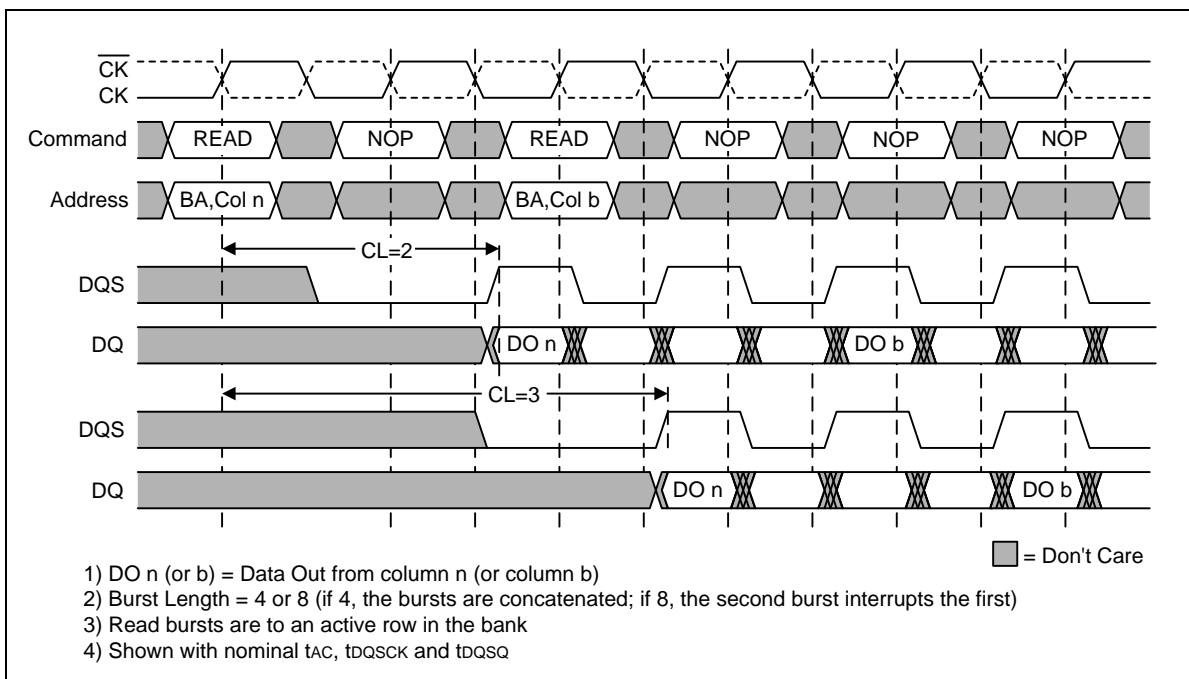 CK
CK
Command READ NOP READ NOP NOP NOP
Address BA,Col n BA,Col b
CL=2
DQS
DQ DO n DO b
CL=3
DQS
DQ DO n DO b
= Don't Care
1) DO n (or b) = Data Out from column n (or column b)
2) Burst Length = 4 or 8 (if 4, the bursts are concatenated; if 8, the second burst interrupts the first)
3) Read bursts are to an active row in the bank
4) Shown with nominal tAC, tDQSCK and tDQSQ